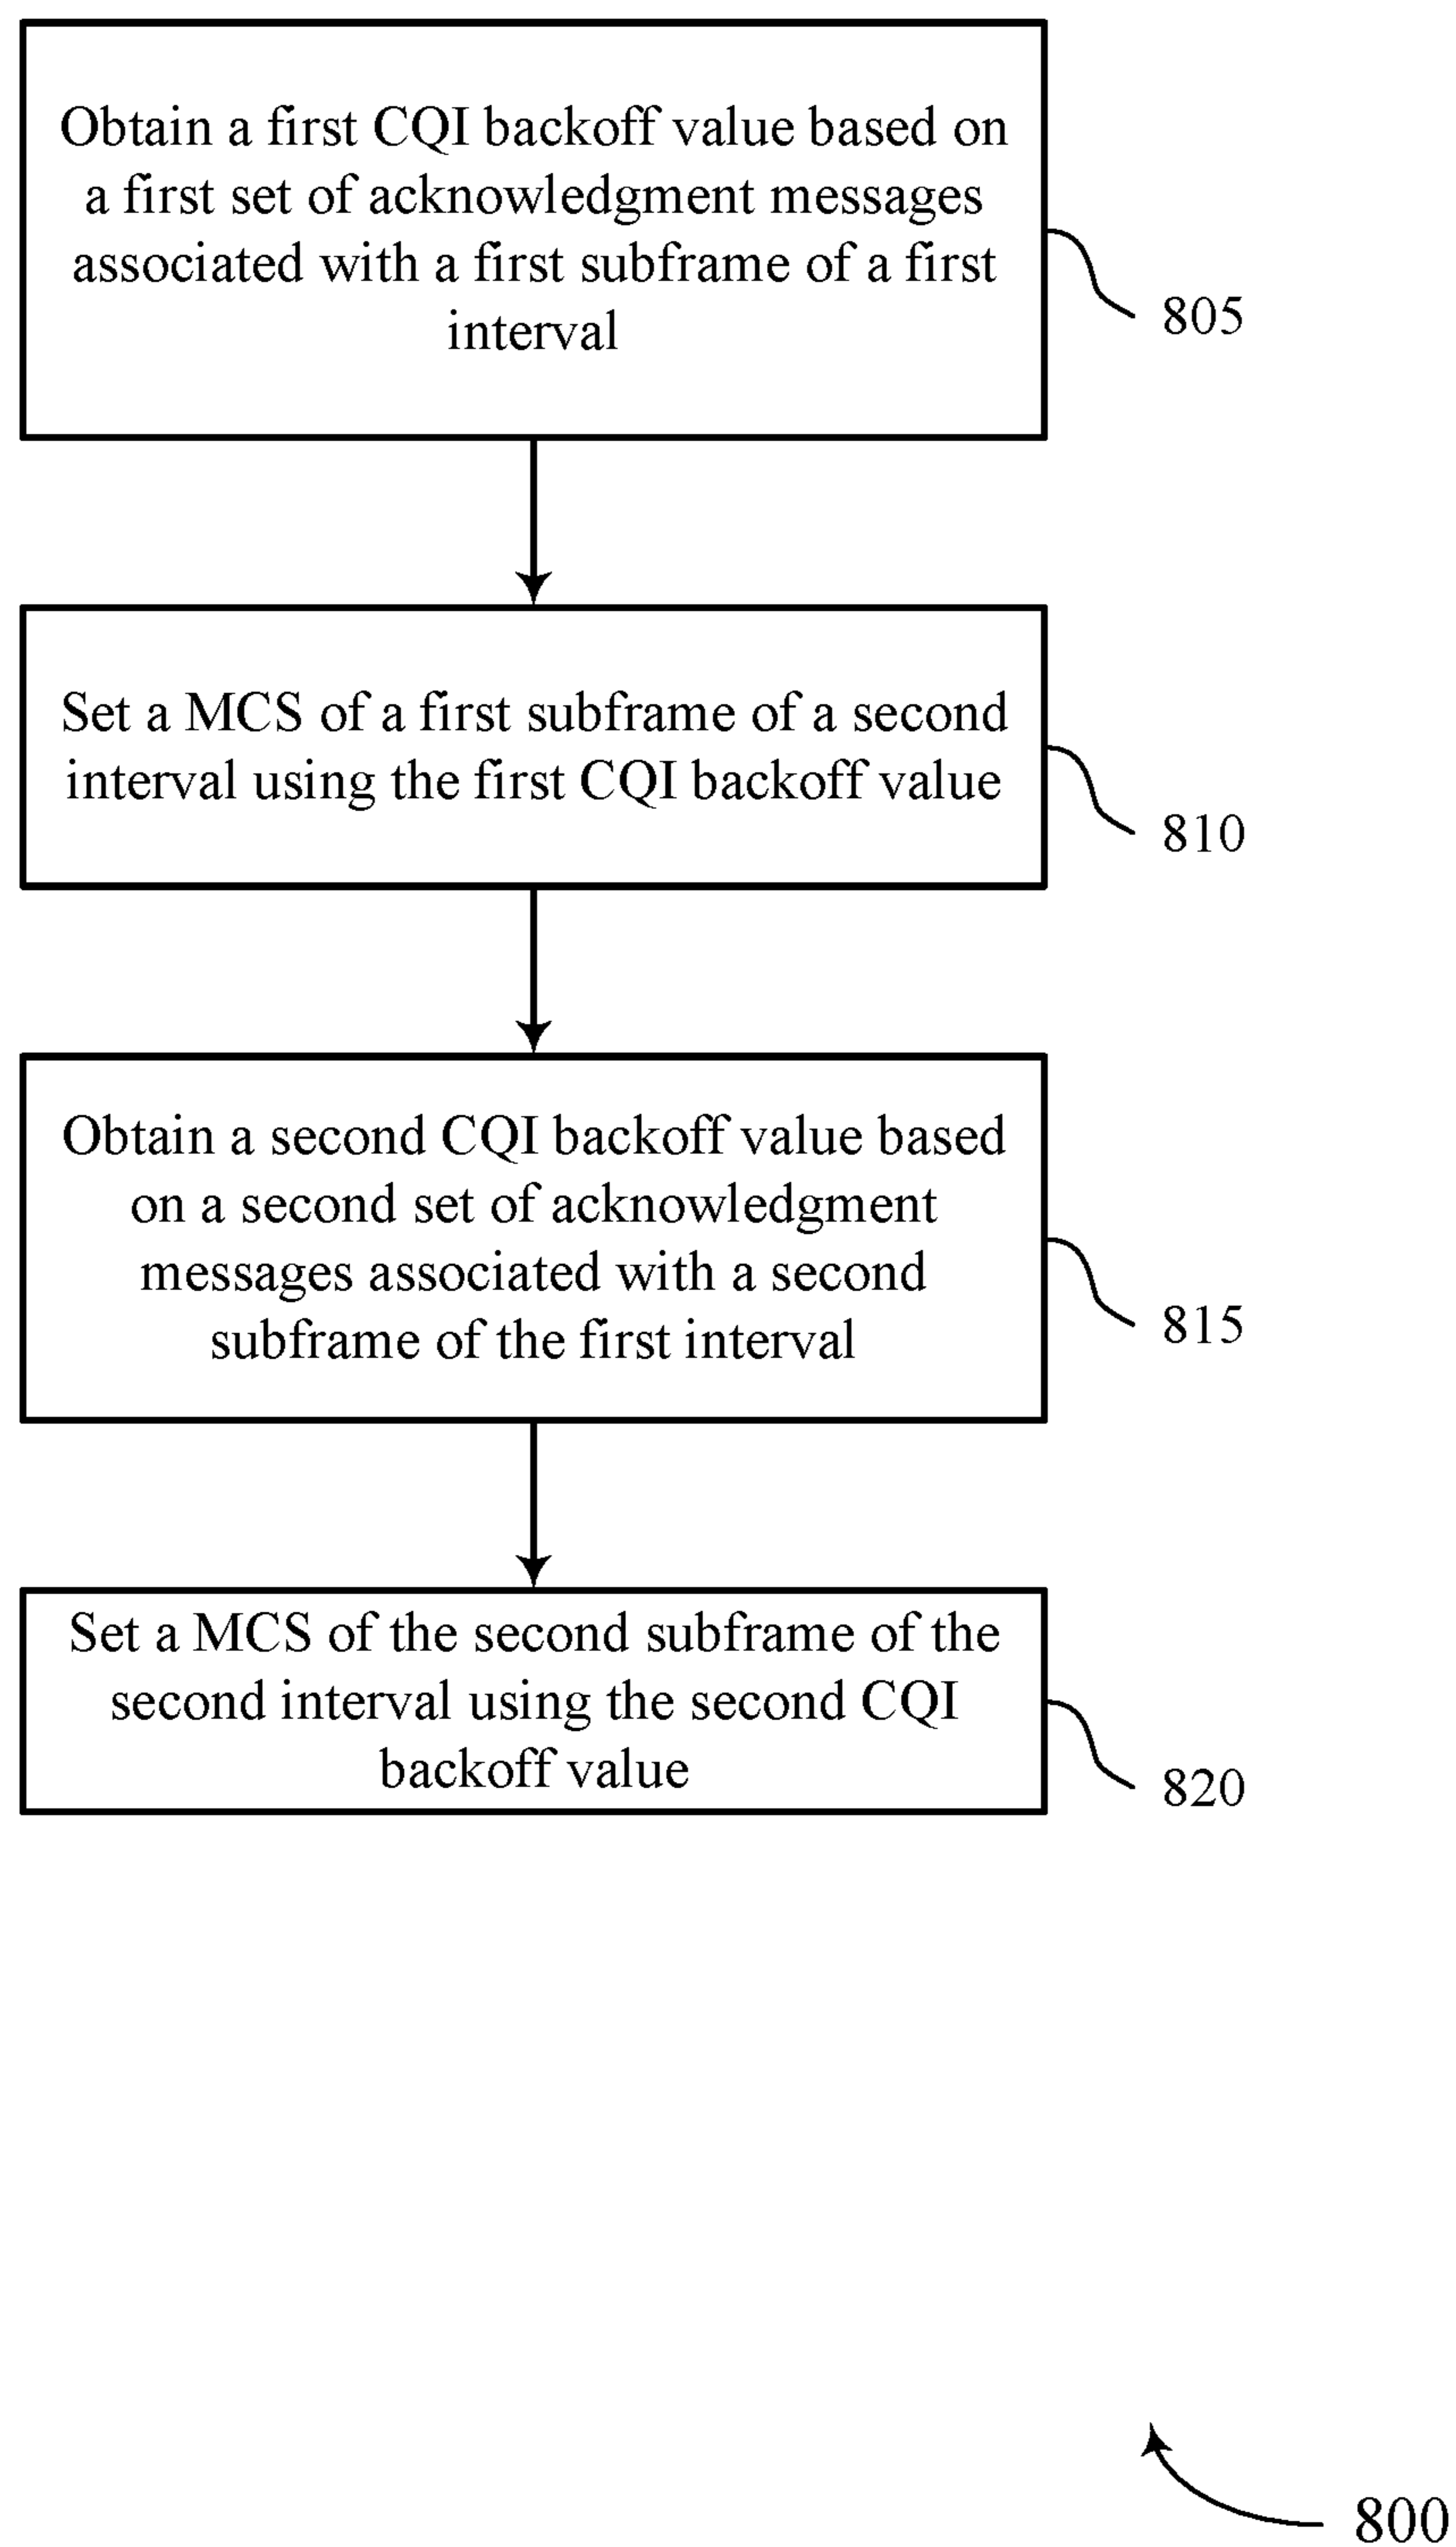 Obtain a first CQI backoff value based on
a first set of acknowledgment messages
associated with a first subframe of a first
interval
805
Set a MCS of a first subframe of a second
interval using the first CQI backoff value
810
Obtain a second CQI backoff value based
on a second set of acknowledgment
messages associated with a second
subframe of the first interval
815
Set a MCS of the second subframe of the
second interval using the second CQI
backoff value
820
800